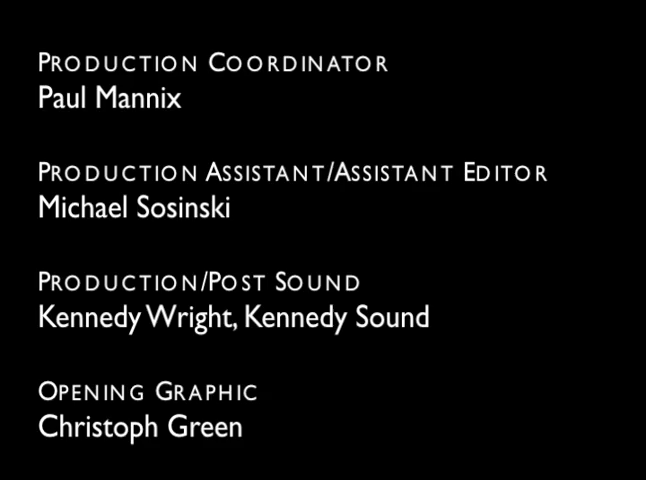 PRODUCTION COORDINATOR
Paul Mannix
PRODUCTION ASSISTANT/ASSISTANT EDITOR
Michael Sosinski
PRODUCTION/POST SOUND
Kennedy Wright, Kennedy Sound
OPENING GRAPHIC
Christoph Green